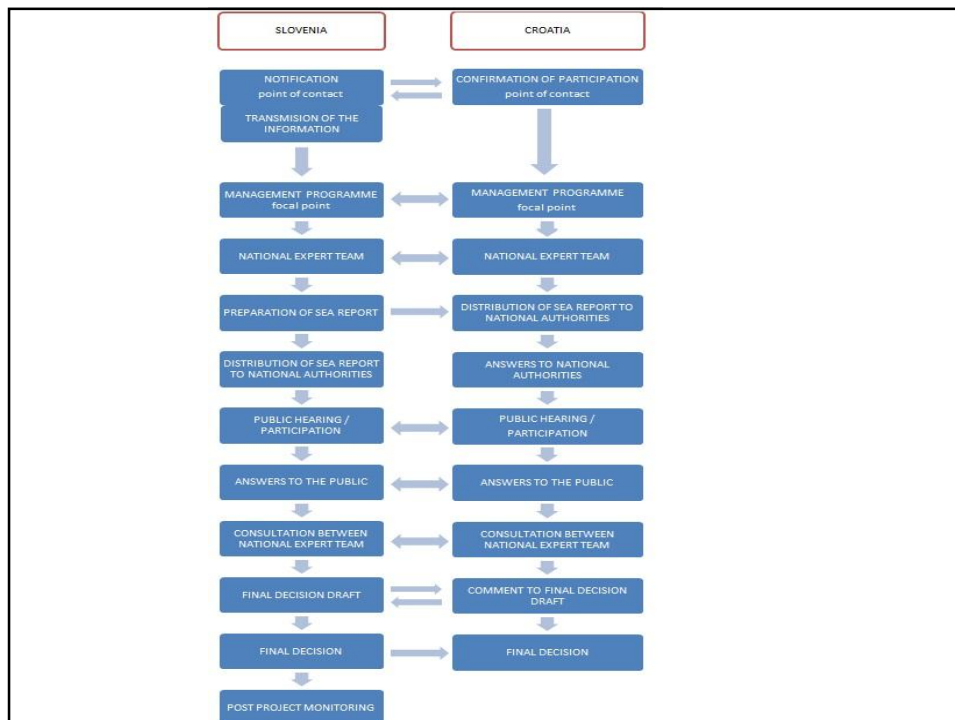 SLOVENIA
CROATIA
NOTIFICATION
point of contact
CONFIRMATION OF PARTICIPATION
point of contact
TRANSMISION OF THE
INFORMATION
MANAGEMENT PROGRAMME
focal point
MANAGEMENT PROGRAMME
focal point
NATIONAL EXPERT TEAM
NATIONAL EXPERT TEAM
PREPARATION OF SEA REPORT
DISTRIBUTION OF SEA REPORT TO
NATIONAL AUTHORITIES
DISTRIBUTION OF SEA REPORT
TO NATIONAL AUTHORITIES
ANSWERS TO NATIONAL
AUTHORITIES
PUBLIC HEARING /
PARTICIPATION
PUBLIC HEARING /
PARTICIPATION
ANSWERS TO THE PUBLIC
ANSWERS TO THE PUBLIC
CONSULTATION BETWEEN
NATIONAL EXPERT TEAM
CONSULTATION BETWEEN
NATIONAL EXPERT TEAM
FINAL DECISION DRAFT
COMMENT TO FINAL DECISION
DRAFT
FINAL DECISION
FINAL DECISION
POST PROJECT MONITORING